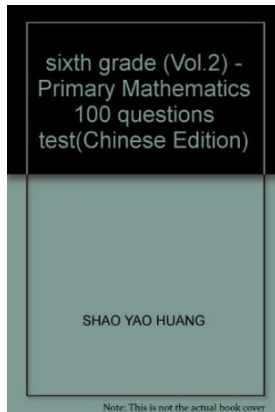 sixth grade (Vol.2) -
Primary Mathematics
100 questions
test(Chinese Edition)
SHAO YAO HUANG
Note: This is not the actual book cover